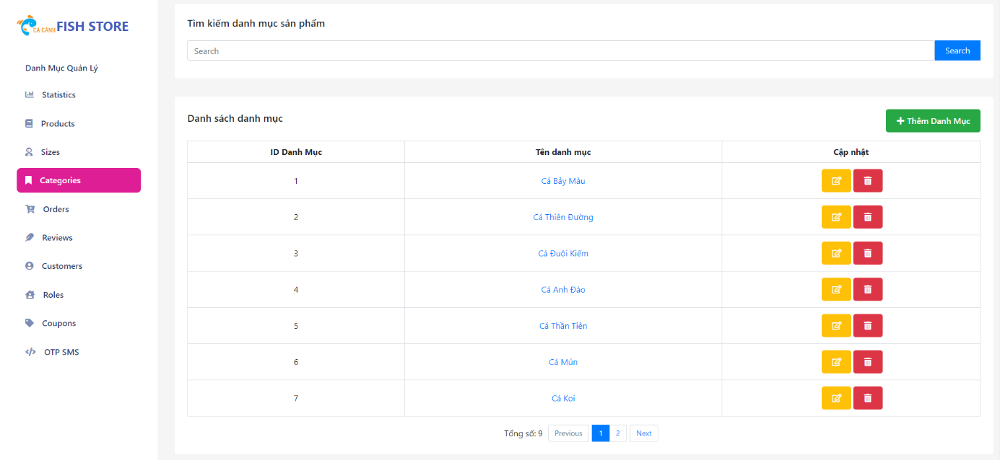 CÁ CẢNH FISH STORE
Danh Mục Quản Lý
Statistics
Products
Sizes
Categories
Orders
Reviews
Customers
Roles
Coupons
OTP SMS
Tìm kiếm danh mục sản phẩm
Search Search
Danh sách danh mục
Thêm Danh Mục
ID Danh Mục Tên danh mục Cập nhật
1 Cá Bảy Màu
2 Cá Thiên Đường
3 Cá Đuôi Kiếm
4 Cá Anh Đào
5 Cá Thần Tiên
6 Cá Mún
7 Cá Koi
Tổng số: 9 Previous 1 2 Next